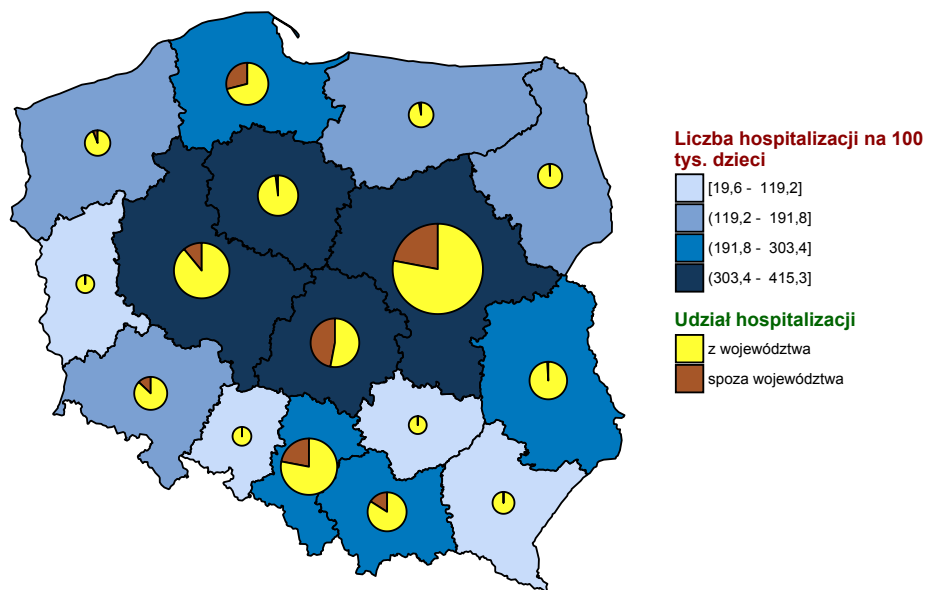 Liczba hospitalizacji na 100
tys. dzieci
[19,6 - 119,2]
(119,2 - 191,8]
(191,8 - 303,4]
(303,4 - 415,3]
Udział hospitalizacji
z województwa
spoza województwa